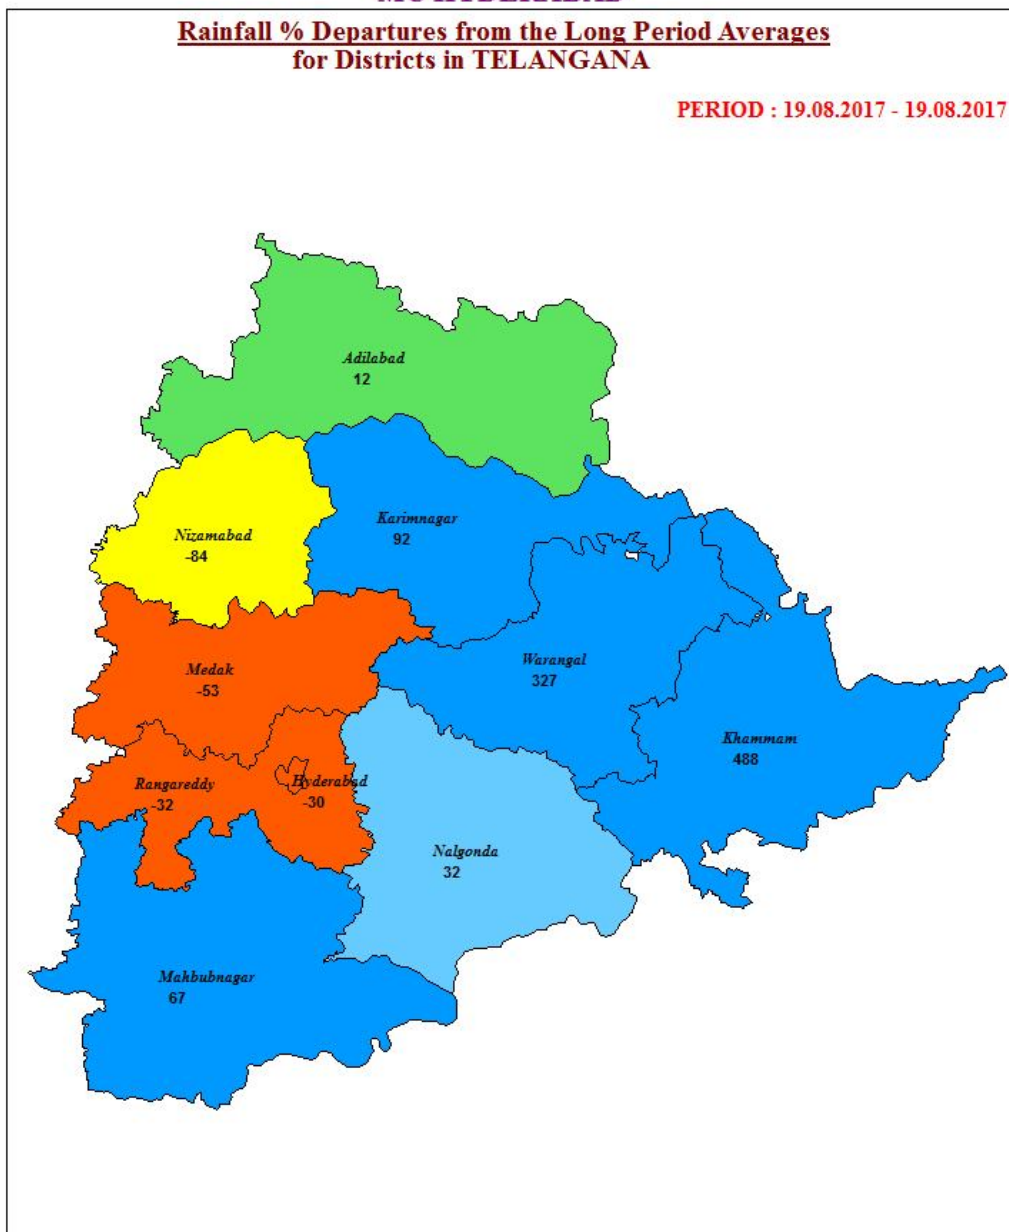 Rainfall % Departures from the Long Period Averages
for Districts in TELANGANA
PERIOD : 19.08.2017 - 19.08.2017
Adilabad
12
Karimnagar
92
Nizamabad
-84
Warangal
327
Medak
-53
Khammam
488
Rangareddy
-32
Hyderabad
-30
Nalgonda
32
Mahbubnagar
67